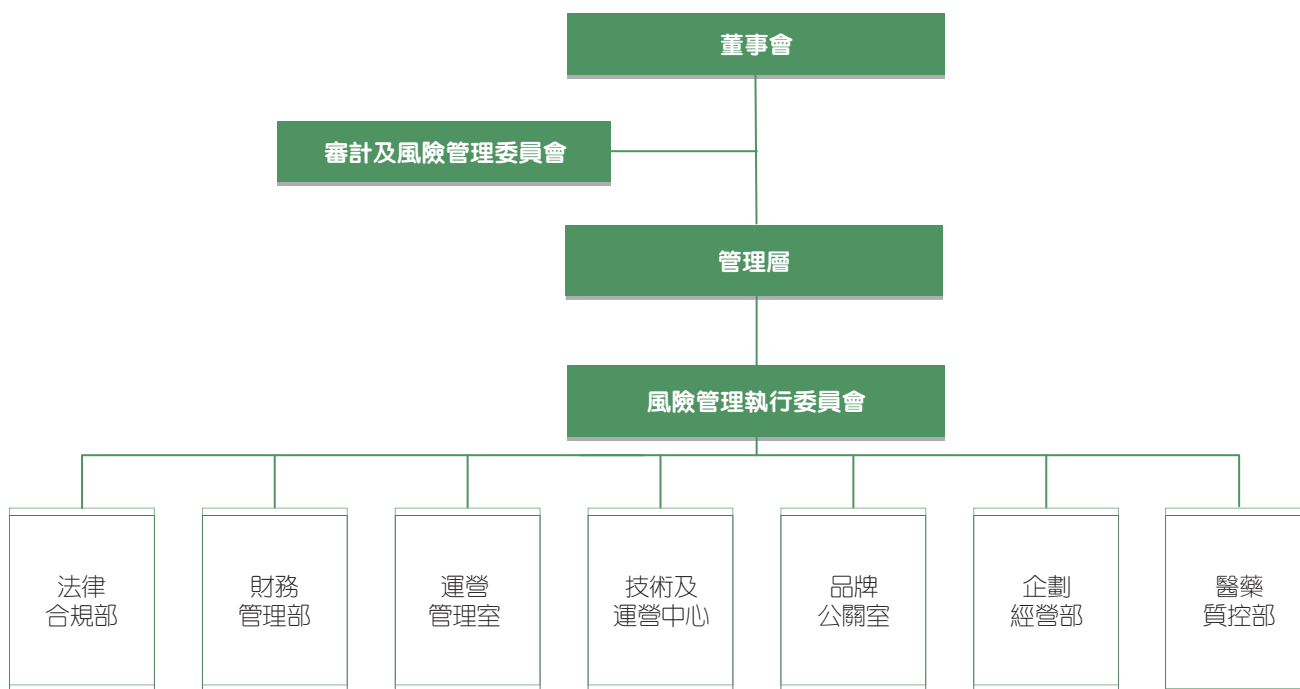 董事會
審計及風險管理委員會
管理層
風險管理執行委員會
法律
合規部
財務
管理部
運營
管理室
技術及
運營中心
品牌
公關室
企劃
經營部
醫藥
質控部